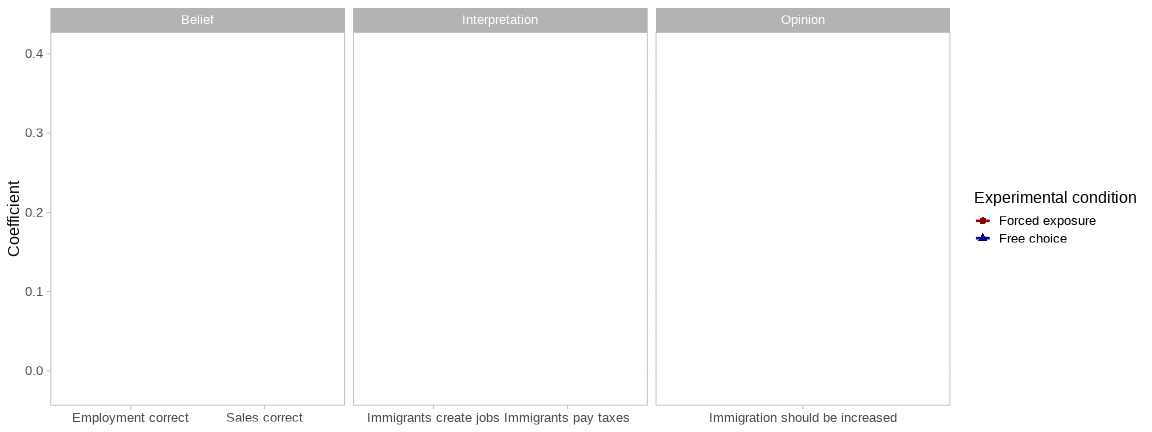 Belief Interpretation Opinion
0.4
0.3
0.2
0.1
0.0
Coefficient
Employment correct Sales correct Immigrants create jobs Immigrants pay taxes Immigration should be increased
Experimental condition
Forced exposure
Free choice